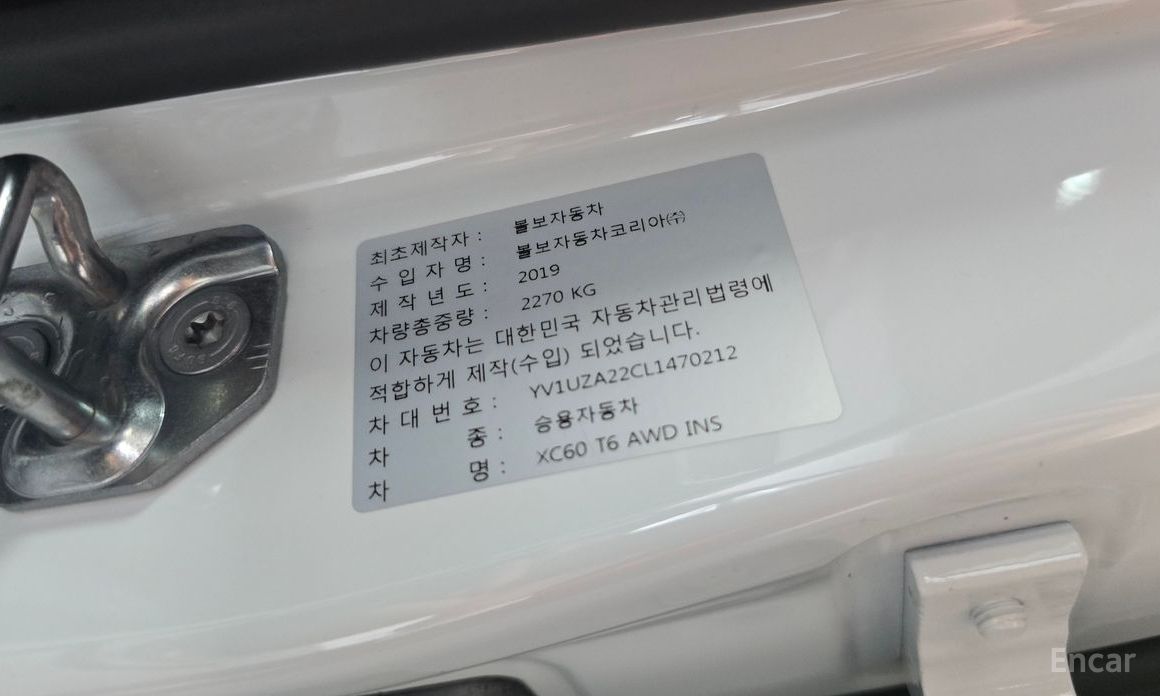 최초제작자 : 볼보자동차
수 입 자 명 : 볼보자동차코리아㈜
제 작 년 도 : 2019
차량총중량 : 2270 KG
이 자동차는 대한민국 자동차관리법령에
적합하게 제작(수입) 되었습니다.
차 대 번 호 : YV1UZA22CL1470212
차 종 : 승용자동차
차 명 : XC60 T6 AWD INS
Encar